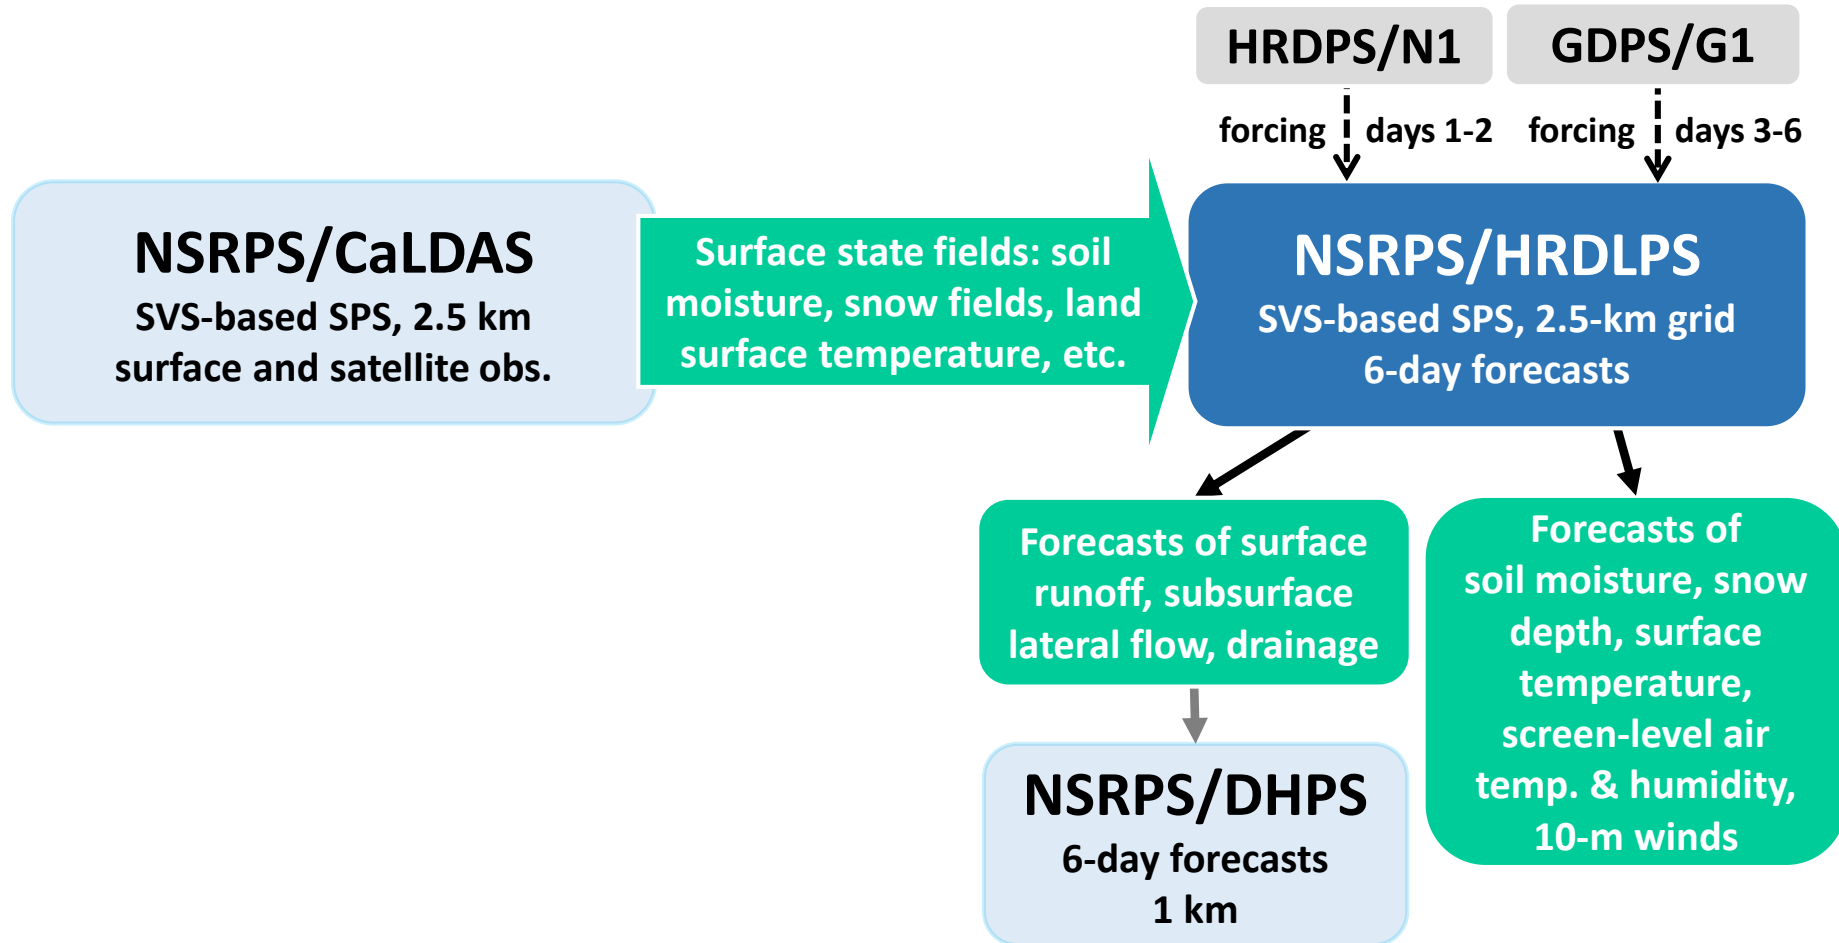 HRDPS/N1
GDPS/G1
forcing
days 1-2
forcing
days 3-6
NSRPS/CaLDAS
SVS-based SPS, 2.5 km
surface and satellite obs.
Surface state fields: soil
moisture, snow fields, land
surface temperature, etc.
NSRPS/HRDLPS
SVS-based SPS, 2.5-km grid
6-day forecasts
Forecasts of surface
runoff, subsurface
lateral flow, drainage
Forecasts of
soil moisture, snow
depth, surface
temperature,
screen-level air
temp. & humidity,
10-m winds
NSRPS/DHPS
6-day forecasts
1 km